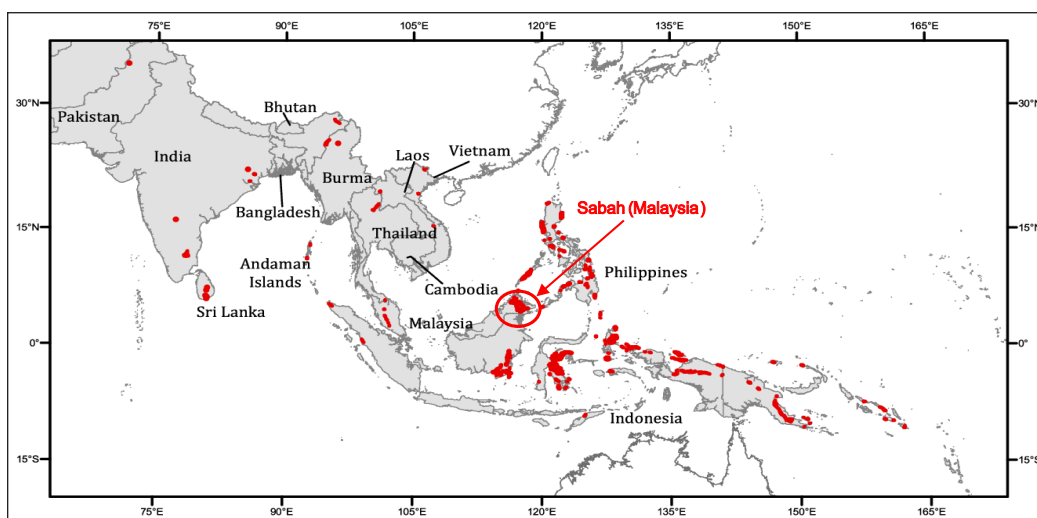 75°E 90°E 105°E 120°E 135°E 150°E 165°E
30°N 30°N
Bhutan
Pakistan
Laos Vietnam
India
Burma
Bangladesh
Sabah (Malaysia)
15°N 15°N
Thailand
Andaman
Islands
Philippines
Cambodia
Sri Lanka
Malaysia
0° 0°
Indonesia
15°S 15°S
75°E 90°E 105°E 120°E 135°E 150°E 165°E